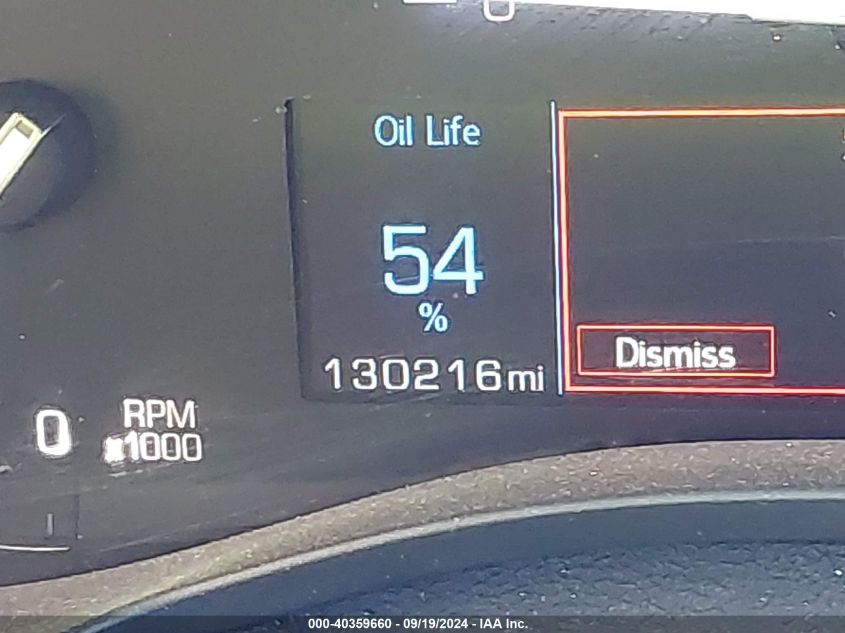 Oil Life
54
%
130216mi
Dismiss
0
RPM
x1000
000-40359660 - 09/19/2024 - IAA Inc.